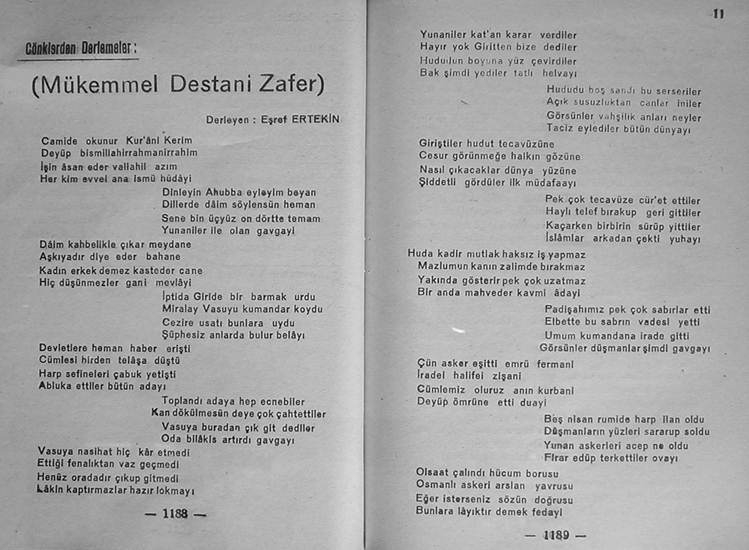 Cönklerden Derlemeler :
(Mükemmel Destani Zafer)
Derleyen : Eşref ERTEKİN
Camide okunur Kur'âni Kerim
Deyüp bismillahirrahmanirrahim
İşin âsan eder vallahil azım
Her kim evvel ana ismü hüdâyi
Dinleyin Ahubba eyleyim beyan
Dillerde dâim söylensün heman
Sene bin üçyüz on dörtte temam
Yunaniler ile olan gavgayi
Dâim kahbelikle çıkar meydane
Aşkıyadır diye eder bahane
Kadın erkek demez kasteder cane
Hiç düşünmezler gani mevlâyi
İptida Giride bir barmak urdu
Miralay Vasuyu kumandar koydu
Cezire usatı bunlara uydu
Şüphesiz anlarda bulur belâyı
Devletlere heman haber erişti
Cümlesi hirden telâşa düştü
Harp sefineleri çabuk yetişti
Abluka ettiler bütün adayı
Toplandı adaya hep ecnebiler
Kan dökülmesün deye çok çahtettiler
Vasuya buradan çık git dediler
Oda bilâkis artırdı gavgayı
Vasuya nasihat hiç kâr etmedi
Ettiği fenalıktan vaz geçmedi
Henüz oradadır çıkup gitmedi
Lâkin kaptırmazlar hazır lokmayı
— 1188 —
11
Yunaniler kat'an karar verdiler
Hayır yok Giritten bize dediler
Hududun boyuna yüz çevirdiler
Bak şimdi yediler tatlı helvayı
Hududu boş sandı bu serseriler
Açık susuzluktan canlar iniler
Görsünler vahşilik anları neyler
Taciz eylediler bütün dünyayı
Giriştiler hudut tecavüzüne
Cesur görünmeğe halkın gözüne
Nasıl çıkacaklar dünya yüzüne
Şiddetli gördüler ilk müdafaayı
Pek çok tecavüze cür'et ettiler
Haylı telef bırakup geri gittiler
Kaçarken birbirin sürüp yittiler
İslâmlar arkadan çekti yuhayı
Huda kadir mutlak haksız iş yapmaz
Mazlumun kanın zalimde bırakmaz
Yakında gösterir pek çok uzatmaz
Bir anda mahveder kavmi âdayi
Padişahımız pek çok sabırlar etti
Elbette bu sabrın vadesi yetti
Umum kumandana irade gitti
Görsünler düşmanlar şimdi gavgayı
Çün asker eşitti emrü fermani
İradei halifei zişani
Cümlemiz oluruz anın kurbani
Deyüp ömrüne etti duayi
Beş nisan rumide harp ilan oldu
Düşmanların yüzleri sararup soldu
Yunan askerleri acep ne oldu
Firar edüp terkettiler ovayı
Olsaat çalındı hücum borusu
Osmanlı askeri arslan yavrusu
Eğer isterseniz sözün doğrusu
Bunlara lâyıktır demek fedayi
— 1189 —